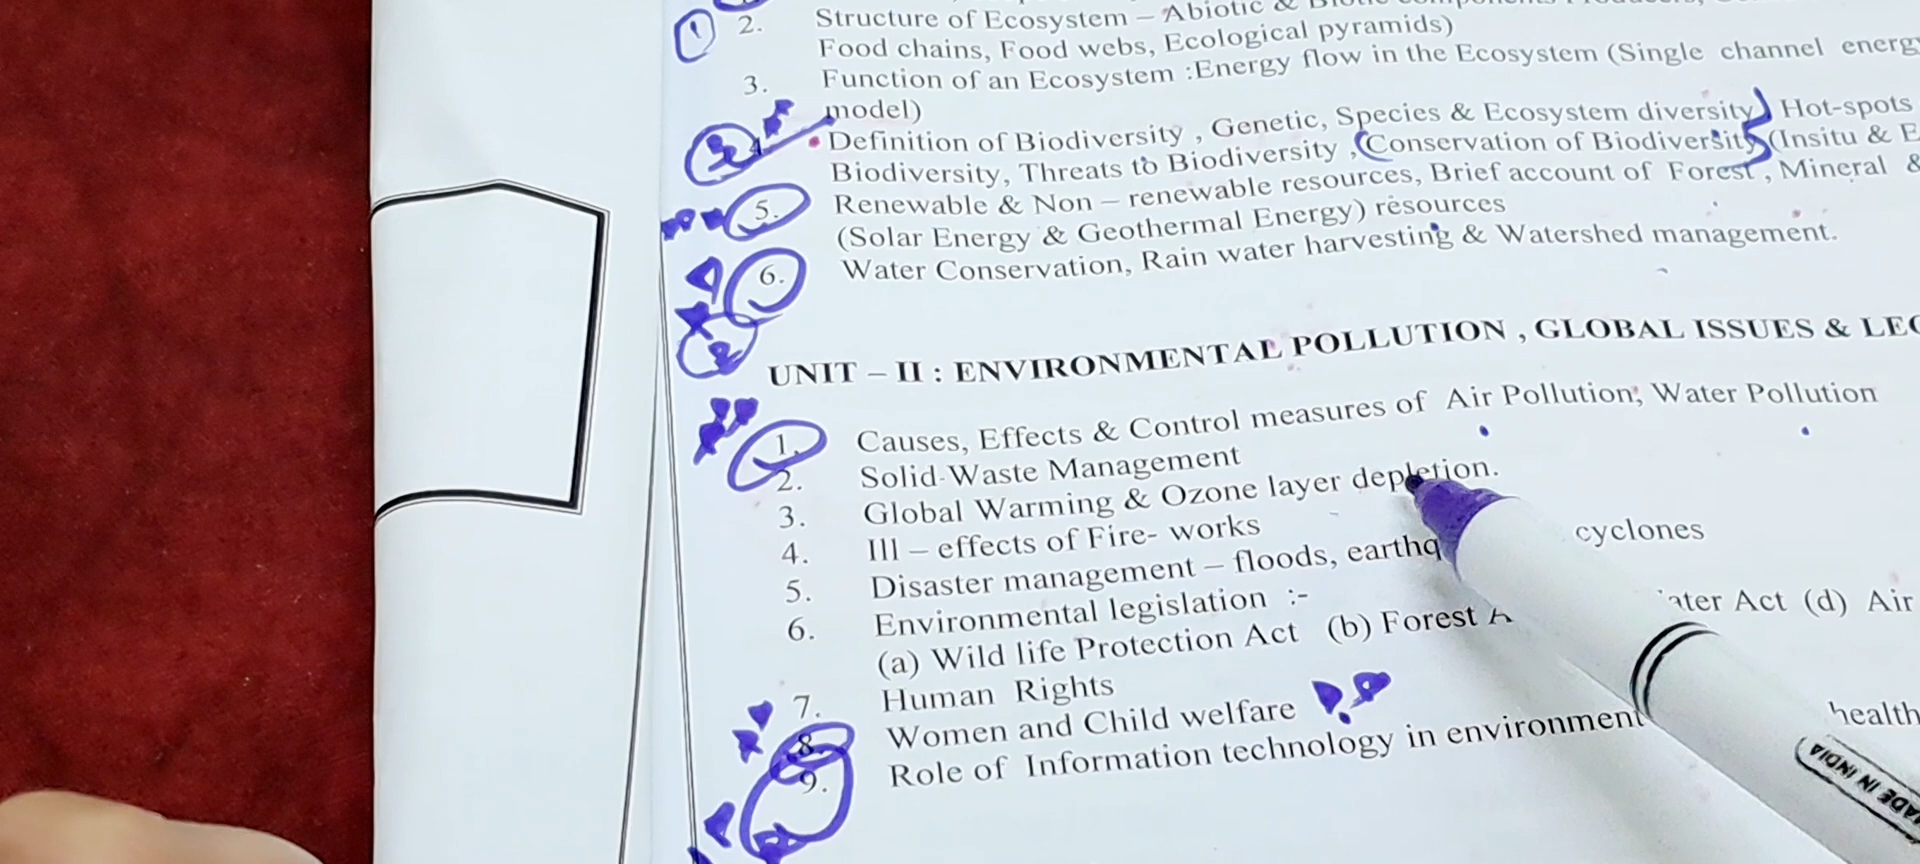 2. Structure of Ecosystem – Abiotic &
Food chains, Food webs, Ecological pyramids)
3. Function of an Ecosystem :Energy flow in the Ecosystem (Single channel energy
model)
Definition of Biodiversity , Genetic, Species & Ecosystem diversity, Hot-spots
Biodiversity, Threats to Biodiversity , Conservation of Biodiversity (Insitu &
5. Renewable & Non – renewable resources, Brief account of Forest , Mineral &
(Solar Energy & Geothermal Energy) resources
6. Water Conservation, Rain water harvesting & Watershed management.
UNIT – II : ENVIRONMENTAL POLLUTION , GLOBAL ISSUES &
1. Causes, Effects & Control measures of Air Pollution, Water Pollution
2. Solid-Waste Management
3. Global Warming & Ozone layer depletion.
4. Ill – effects of Fire- works
5. Disaster management – floods, cyclones
6. Environmental legislation :-
(a) Wild life Protection Act (b) Forest Act (d) Air
7. Human Rights
8. Women and Child welfare
9. Role of Information technology in environment health
MADE IN INDIA